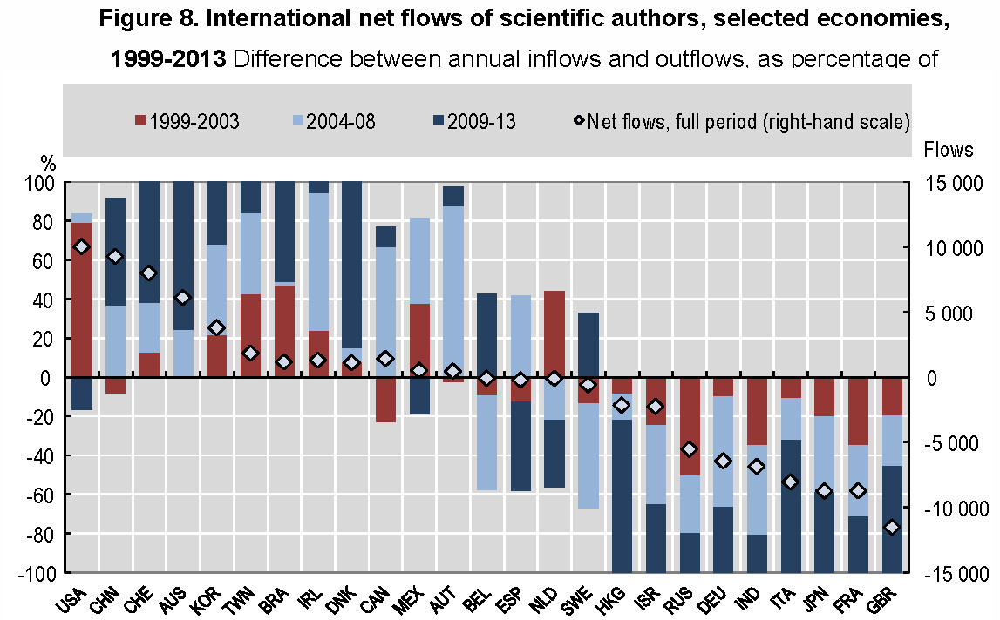 Figure 8. International net flows of scientific authors, selected economies,
1999-2013 Difference between annual inflows and outflows, as percentage of
1999-2003 2004-08 2009-13 Net flows, full period (right-hand scale)
% Flows
100 15 000
80
10 000
60
40 5 000
20
0 0
-20
-5 000
-40
-60
-10 000
-80
-100 -15 000
USA CHN CHE AUS KOR TWN BRA IRL DNK CAN MEX AUT BEL ESP NLD SWE HKG ISR RUS DEU IND ITA JPN FRA GBR